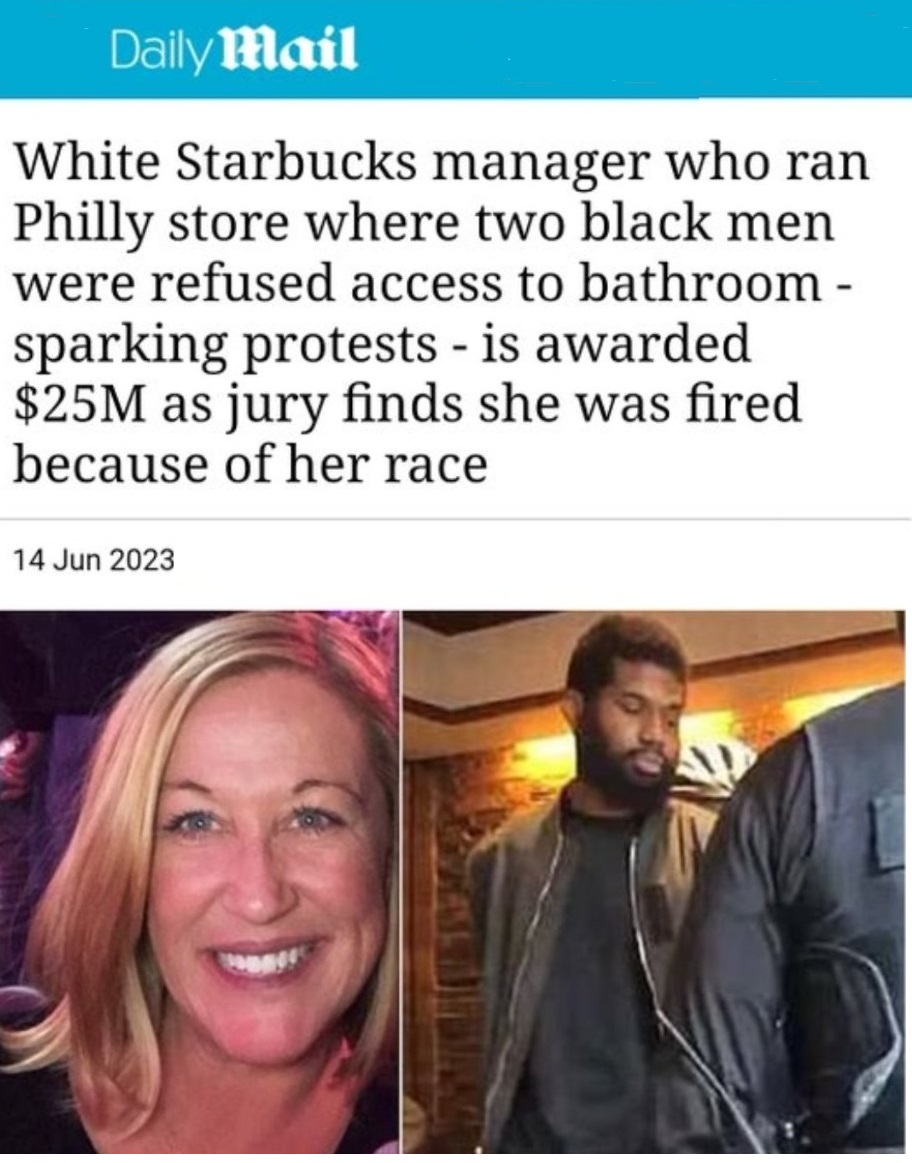 Daily Mail
White Starbucks manager who ran
Philly store where two black men
were refused access to bathroom -
sparking protests - is awarded
$25M as jury finds she was fired
because of her race
14 Jun 2023